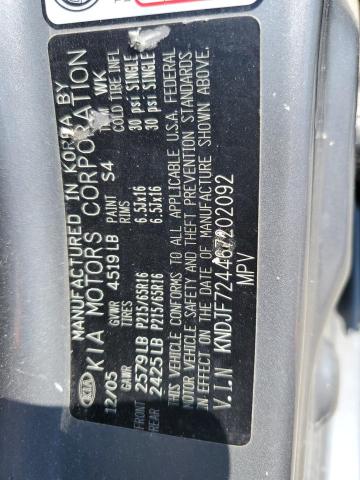 MANUFACTURED IN KOREA BY
KIA KIA MOTORS CORPORATION
12/05 GVWR 4519 LB PAINT S4 WK
GAWR TIRES RIMS COLD TIRE INFL
FRONT 2579 LB P215/65R16 6.5Jx16 30 psi SINGLE
REAR 2425 LB P215/65R16 6.5Jx16 30 psi SINGLE
THIS VEHICLE CONFORMS TO ALL APPLICABLE U.S.A. FEDERAL
MOTOR VEHICLE SAFETY AND THEFT PREVENTION STANDARDS
IN EFFECT ON THE DATE OF MANUFACTURE SHOWN ABOVE.
V.I.N KNDJF724467202092
MPV